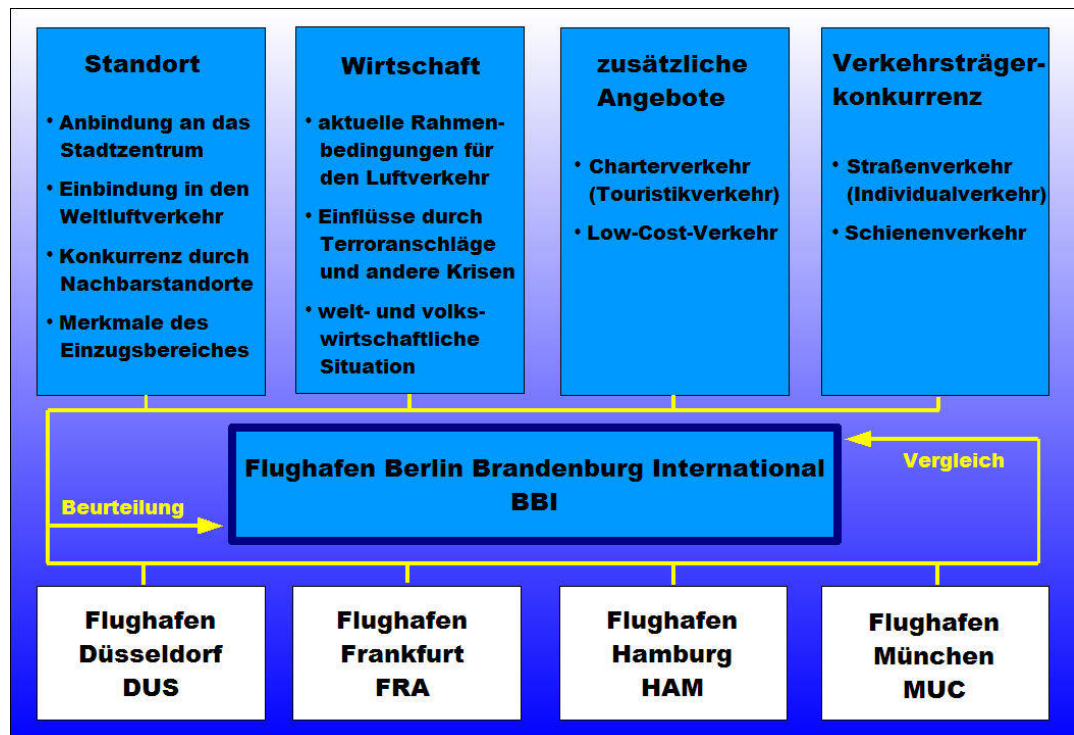 Standort
• Anbindung an das
Stadtzentrum
• Einbindung in den
Weltluftverkehr
• Konkurrenz durch
Nachbarstandorte
• Merkmale des
Einzugsbereiches
Wirtschaft
• aktuelle Rahmen-
bedingungen für
den Luftverkehr
• Einflüsse durch
Terroranschläge
und andere Krisen
• welt- und volks-
wirtschaftliche
Situation
zusätzliche
Angebote
• Charterverkehr
(Touristikverkehr)
• Low-Cost-Verkehr
Verkehrsträger-
konkurrenz
• Straßenverkehr
(Individualverkehr)
• Schienenverkehr
Flughafen Berlin Brandenburg International
BBI
Vergleich
Beurteilung
Flughafen
Düsseldorf
DUS
Flughafen
Frankfurt
FRA
Flughafen
Hamburg
HAM
Flughafen
München
MUC